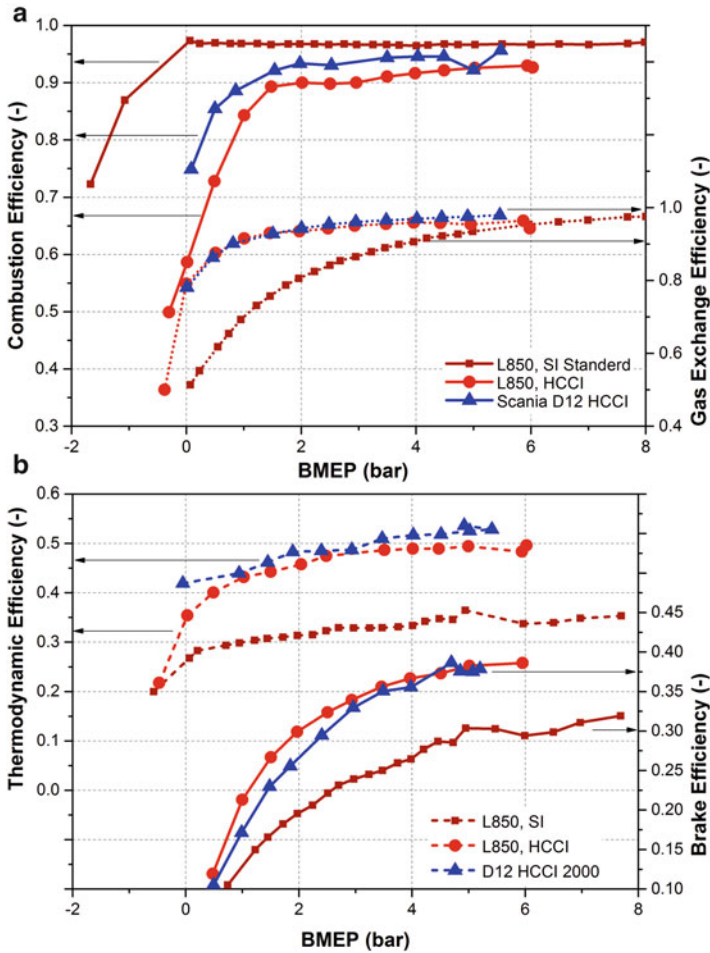 a
1.0
0.9
0.8
0.7
0.6
0.5
0.4
0.3
Combustion Efficiency (-)
1.0
0.8
0.6
0.4
Gas Exchange Efficiency (-)
L850, SI Standerd
L850, HCCI
Scania D12 HCCI
-2 0 2 4 6 8
BMEP (bar)
b
0.6
0.5
0.4
0.3
0.2
0.1
0.0
Thermodynamic Efficiency (-)
0.45
0.40
0.35
0.30
0.25
0.20
0.15
0.10
Brake Efficiency (-)
L850, SI
L850, HCCI
D12 HCCI 2000
-2 0 2 4 6 8
BMEP (bar)